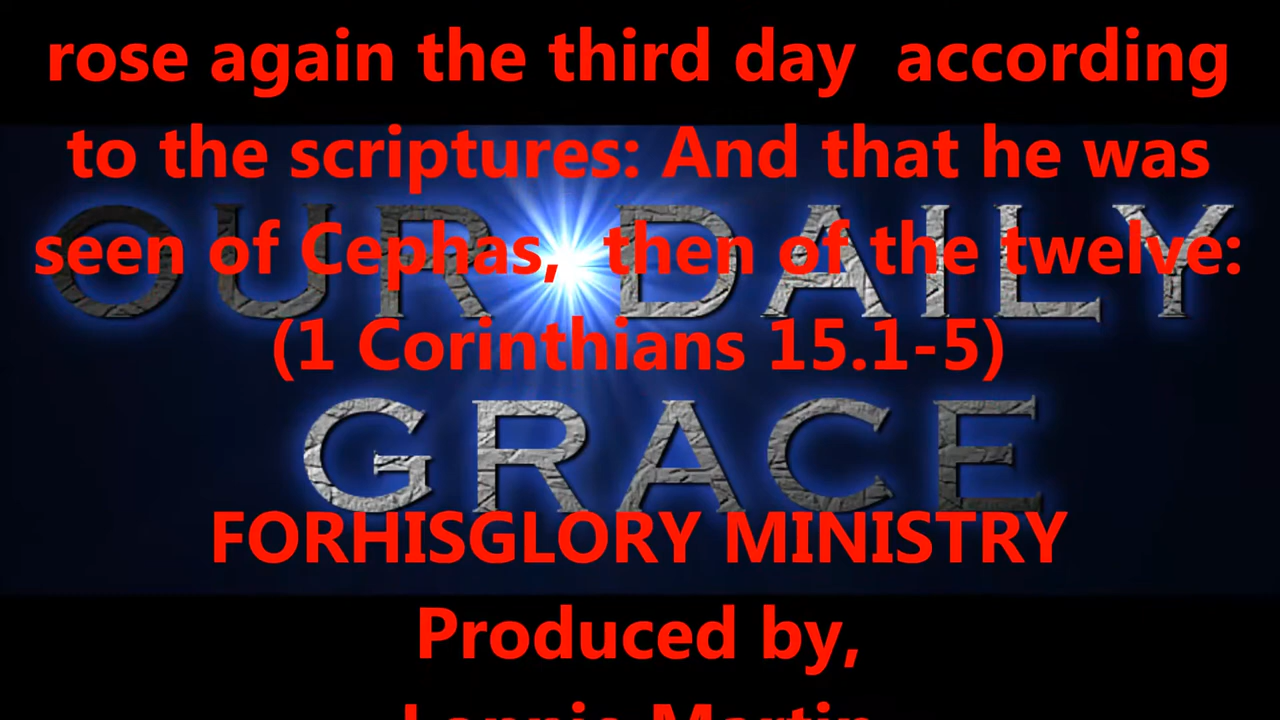 rose again the third day  according
to the scriptures: And that he was
seen of Cephas,  then of the twelve:
(1 Corinthians 15.1-5)
FORHISGLORY MINISTRY
Produced by,
OUR DAILY
GRACE